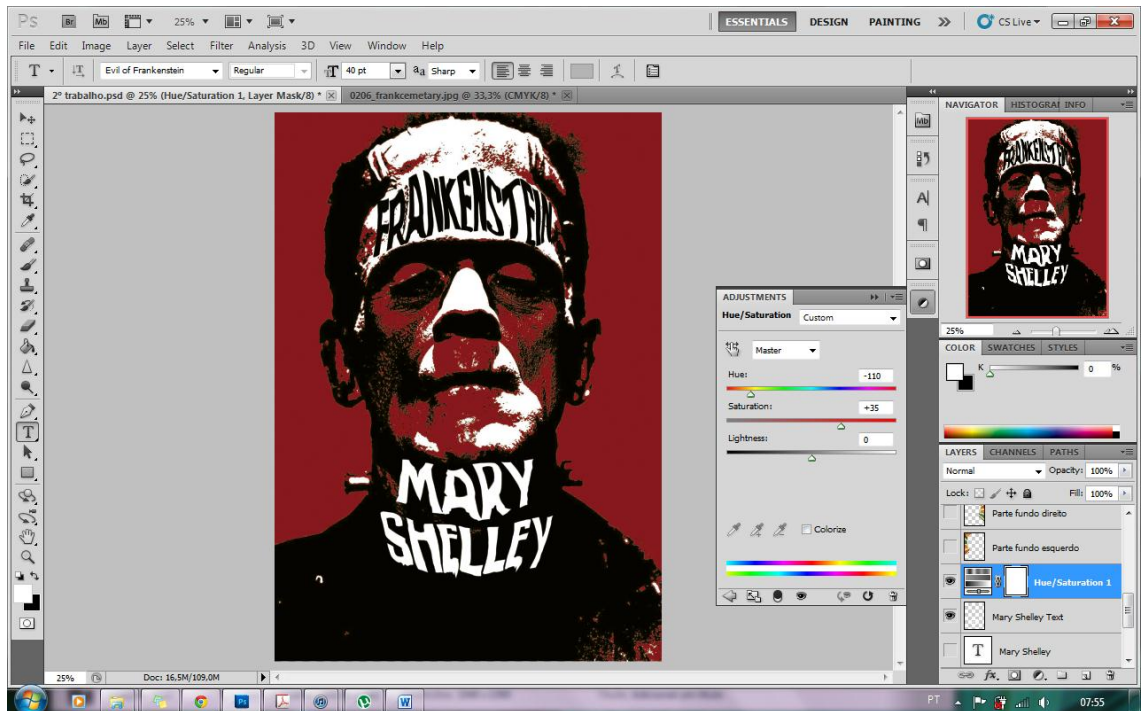 Ps Br Mb 25% ESSENTIALS DESIGN PAINTING CS Live
File Edit Image Layer Select Filter Analysis 3D View Window Help
T Evil of Frankenstein Regular 40 pt Sharp
2º trabalho.psd @ 25% (Hue/Saturation 1, Layer Mask/8) * 0206_frankcemetary.jpg @ 33,3% (CMYK/8) *
FRANKENSTEIN
MARY
SHELLEY
ADJUSTMENTS
Hue/Saturation Custom
Master
Hue: -110
Saturation: +35
Lightness: 0
Colorize
Mb
NAVIGATOR HISTOGRA INFO
FRANKENSTEIN
MARY
SHELLEY
25%
COLOR SWATCHES STYLES
K 0 %
LAYERS CHANNELS PATHS
Normal Opacity: 100%
Lock: Fill: 100%
Parte fundo direito
Parte fundo esquerdo
Hue/Saturation 1
Mary Shelley Text
T Mary Shelley
25% Doc: 16,5M/109,0M
PT 07:55